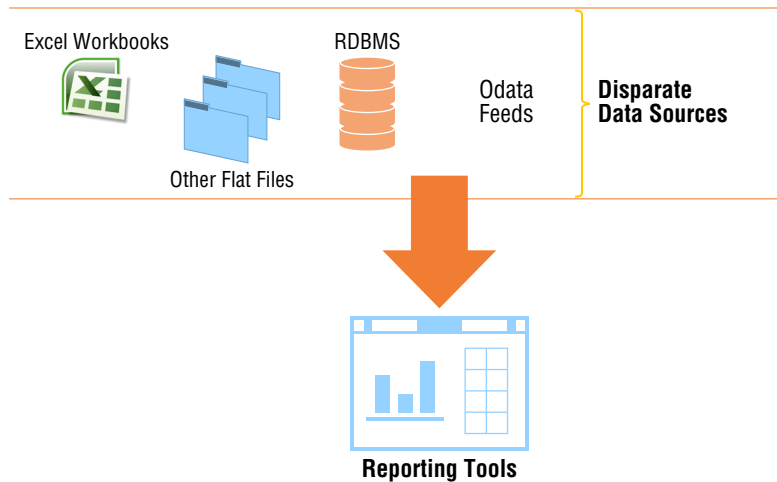 Excel Workbooks
RDBMS
Odata
Feeds
Disparate
Data Sources
Other Flat Files
Reporting Tools